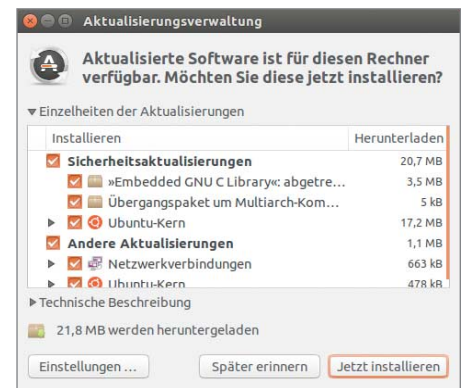 Aktualisierungsverwaltung
Aktualisierte Software ist für diesen Rechner
verfügbar. Möchten Sie diese jetzt installieren?
Einzelheiten der Aktualisierungen
Installieren Herunterladen
Sicherheitsaktualisierungen 20,7 MB
»Embedded GNU C Library«: abgetre... 3,5 MB
Übergangspaket um Multiarch-Kom... 5 kB
Ubuntu-Kern 17,2 MB
Andere Aktualisierungen 1,1 MB
Netzwerkverbindungen 663 kB
Ubuntu-Kern 478 kB
Technische Beschreibung
21,8 MB werden heruntergeladen
Einstellungen ... Später erinnern Jetzt installieren